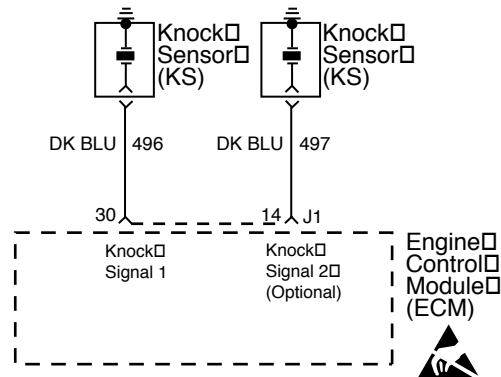 Knock
Sensor
(KS)
Knock
Sensor
(KS)
DK BLU 496
DK BLU 497
30
14 J1
Knock
Signal 1
Knock
Signal 2
(Optional)
Engine
Control
Module
(ECM)